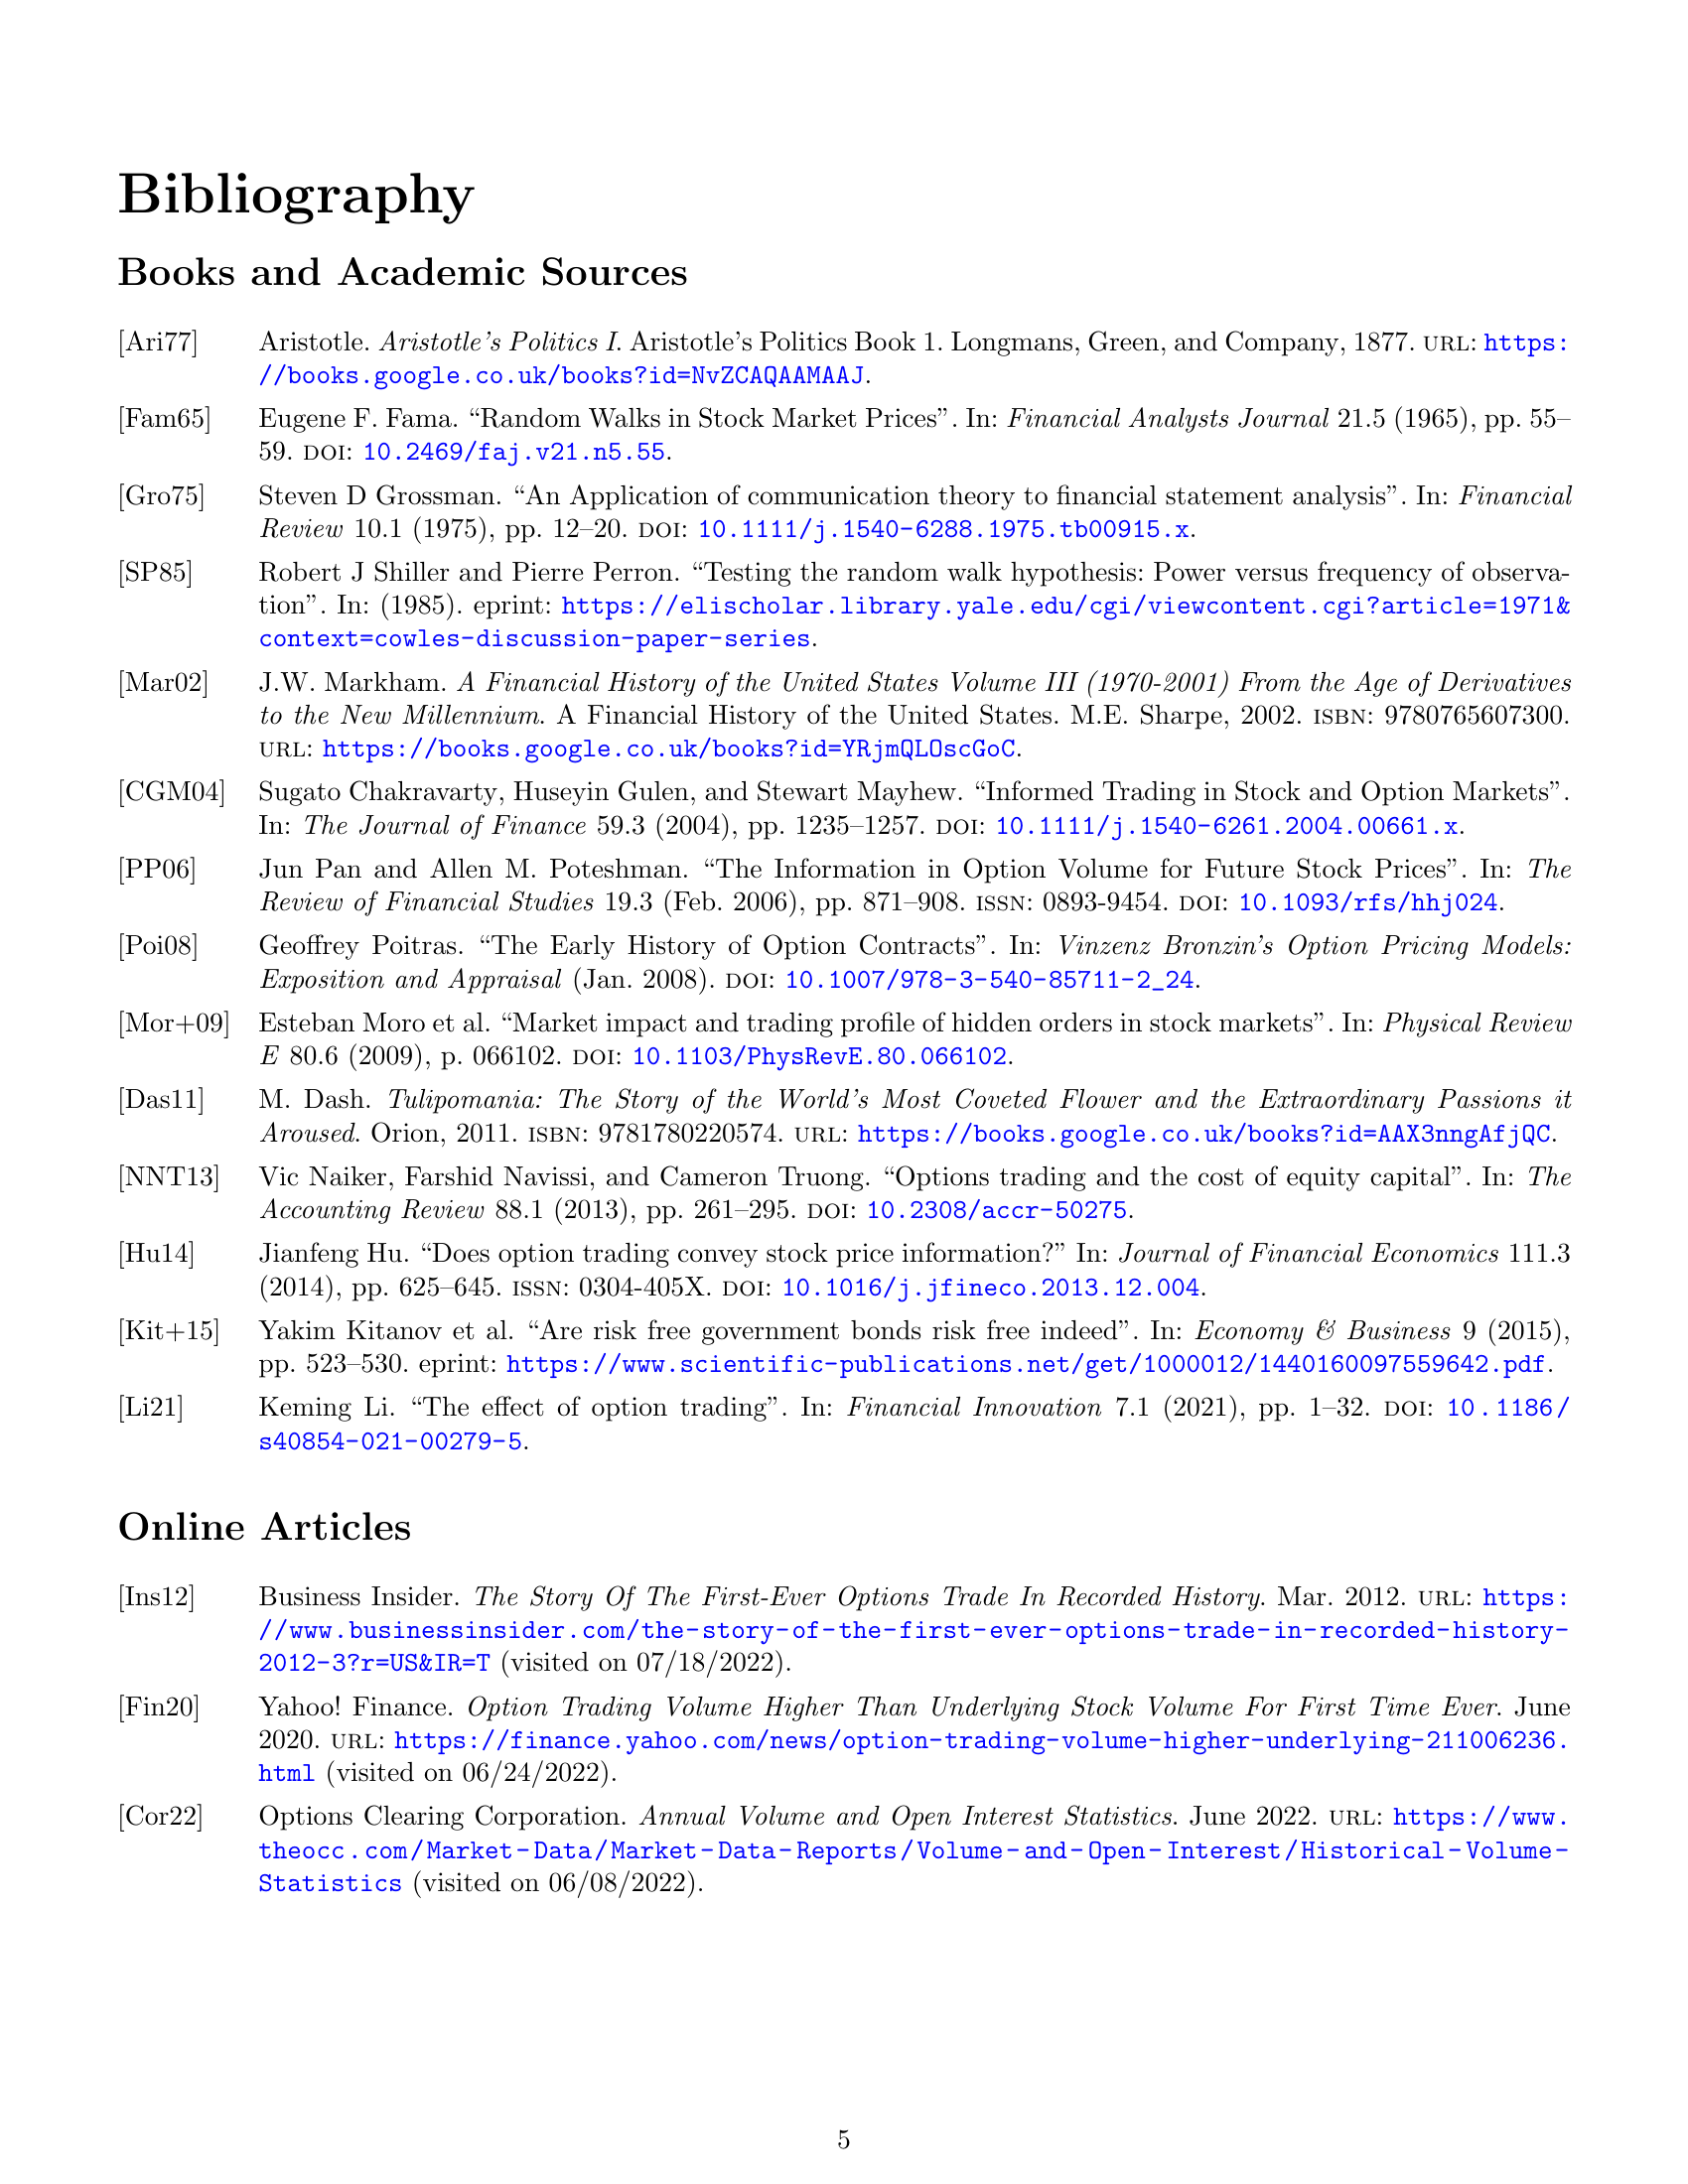 Bibliography
Books and Academic Sources
[Ari77] Aristotle. Aristotle’s Politics I. Aristotle’s Politics Book 1. Longmans, Green, and Company, 1877. URL: https:
//books.google.co.uk/books?id=NvZCAQAAMAAJ.
[Fam65] Eugene F. Fama. “Random Walks in Stock Market Prices”. In: Financial Analysts Journal 21.5 (1965), pp. 55–
59. DOI: 10.2469/faj.v21.n5.55.
[Gro75] Steven D Grossman. “An Application of communication theory to financial statement analysis”. In: Financial
Review 10.1 (1975), pp. 12–20. DOI: 10.1111/j.1540-6288.1975.tb00915.x.
[SP85] Robert J Shiller and Pierre Perron. “Testing the random walk hypothesis: Power versus frequency of observa-
tion”. In: (1985). eprint: https://elischolar.library.yale.edu/cgi/viewcontent.cgi?article=1971&
context=cowles-discussion-paper-series.
[Mar02] J.W. Markham. A Financial History of the United States Volume III (1970-2001) From the Age of Derivatives
to the New Millennium. A Financial History of the United States. M.E. Sharpe, 2002. ISBN: 9780765607300.
URL: https://books.google.co.uk/books?id=YRjmQLOscGoC.
[CGM04] Sugato Chakravarty, Huseyin Gulen, and Stewart Mayhew. “Informed Trading in Stock and Option Markets”.
In: The Journal of Finance 59.3 (2004), pp. 1235–1257. DOI: 10.1111/j.1540-6261.2004.00661.x.
[PP06] Jun Pan and Allen M. Poteshman. “The Information in Option Volume for Future Stock Prices”. In: The
Review of Financial Studies 19.3 (Feb. 2006), pp. 871–908. ISSN: 0893-9454. DOI: 10.1093/rfs/hhj024.
[Poi08] Geoffrey Poitras. “The Early History of Option Contracts”. In: Vinzenz Bronzin’s Option Pricing Models:
Exposition and Appraisal (Jan. 2008). DOI: 10.1007/978-3-540-85711-2_24.
[Mor+09] Esteban Moro et al. “Market impact and trading profile of hidden orders in stock markets”. In: Physical Review
E 80.6 (2009), p. 066102. DOI: 10.1103/PhysRevE.80.066102.
[Das11] M. Dash. Tulipomania: The Story of the World’s Most Coveted Flower and the Extraordinary Passions it
Aroused. Orion, 2011. ISBN: 9781780220574. URL: https://books.google.co.uk/books?id=AAX3nngAfjQC.
[NNT13] Vic Naiker, Farshid Navissi, and Cameron Truong. “Options trading and the cost of equity capital”. In: The
Accounting Review 88.1 (2013), pp. 261–295. DOI: 10.2308/accr-50275.
[Hu14] Jianfeng Hu. “Does option trading convey stock price information?” In: Journal of Financial Economics 111.3
(2014), pp. 625–645. ISSN: 0304-405X. DOI: 10.1016/j.jfineco.2013.12.004.
[Kit+15] Yakim Kitanov et al. “Are risk free government bonds risk free indeed”. In: Economy & Business 9 (2015),
pp. 523–530. eprint: https://www.scientific-publications.net/get/1000012/1440160097559642.pdf.
[Li21] Keming Li. “The effect of option trading”. In: Financial Innovation 7.1 (2021), pp. 1–32. DOI: 10.1186/
s40854-021-00279-5.
Online Articles
[Ins12] Business Insider. The Story Of The First-Ever Options Trade In Recorded History. Mar. 2012. URL: https:
//www.businessinsider.com/the-story-of-the-first-ever-options-trade-in-recorded-history-
2012-3?r=US&IR=T (visited on 07/18/2022).
[Fin20] Yahoo! Finance. Option Trading Volume Higher Than Underlying Stock Volume For First Time Ever. June
2020. URL: https://finance.yahoo.com/news/option-trading-volume-higher-underlying-211006236.
html (visited on 06/24/2022).
[Cor22] Options Clearing Corporation. Annual Volume and Open Interest Statistics. June 2022. URL: https://www.
theocc.com/Market-Data/Market-Data-Reports/Volume-and-Open-Interest/Historical-Volume-
Statistics (visited on 06/08/2022).
5